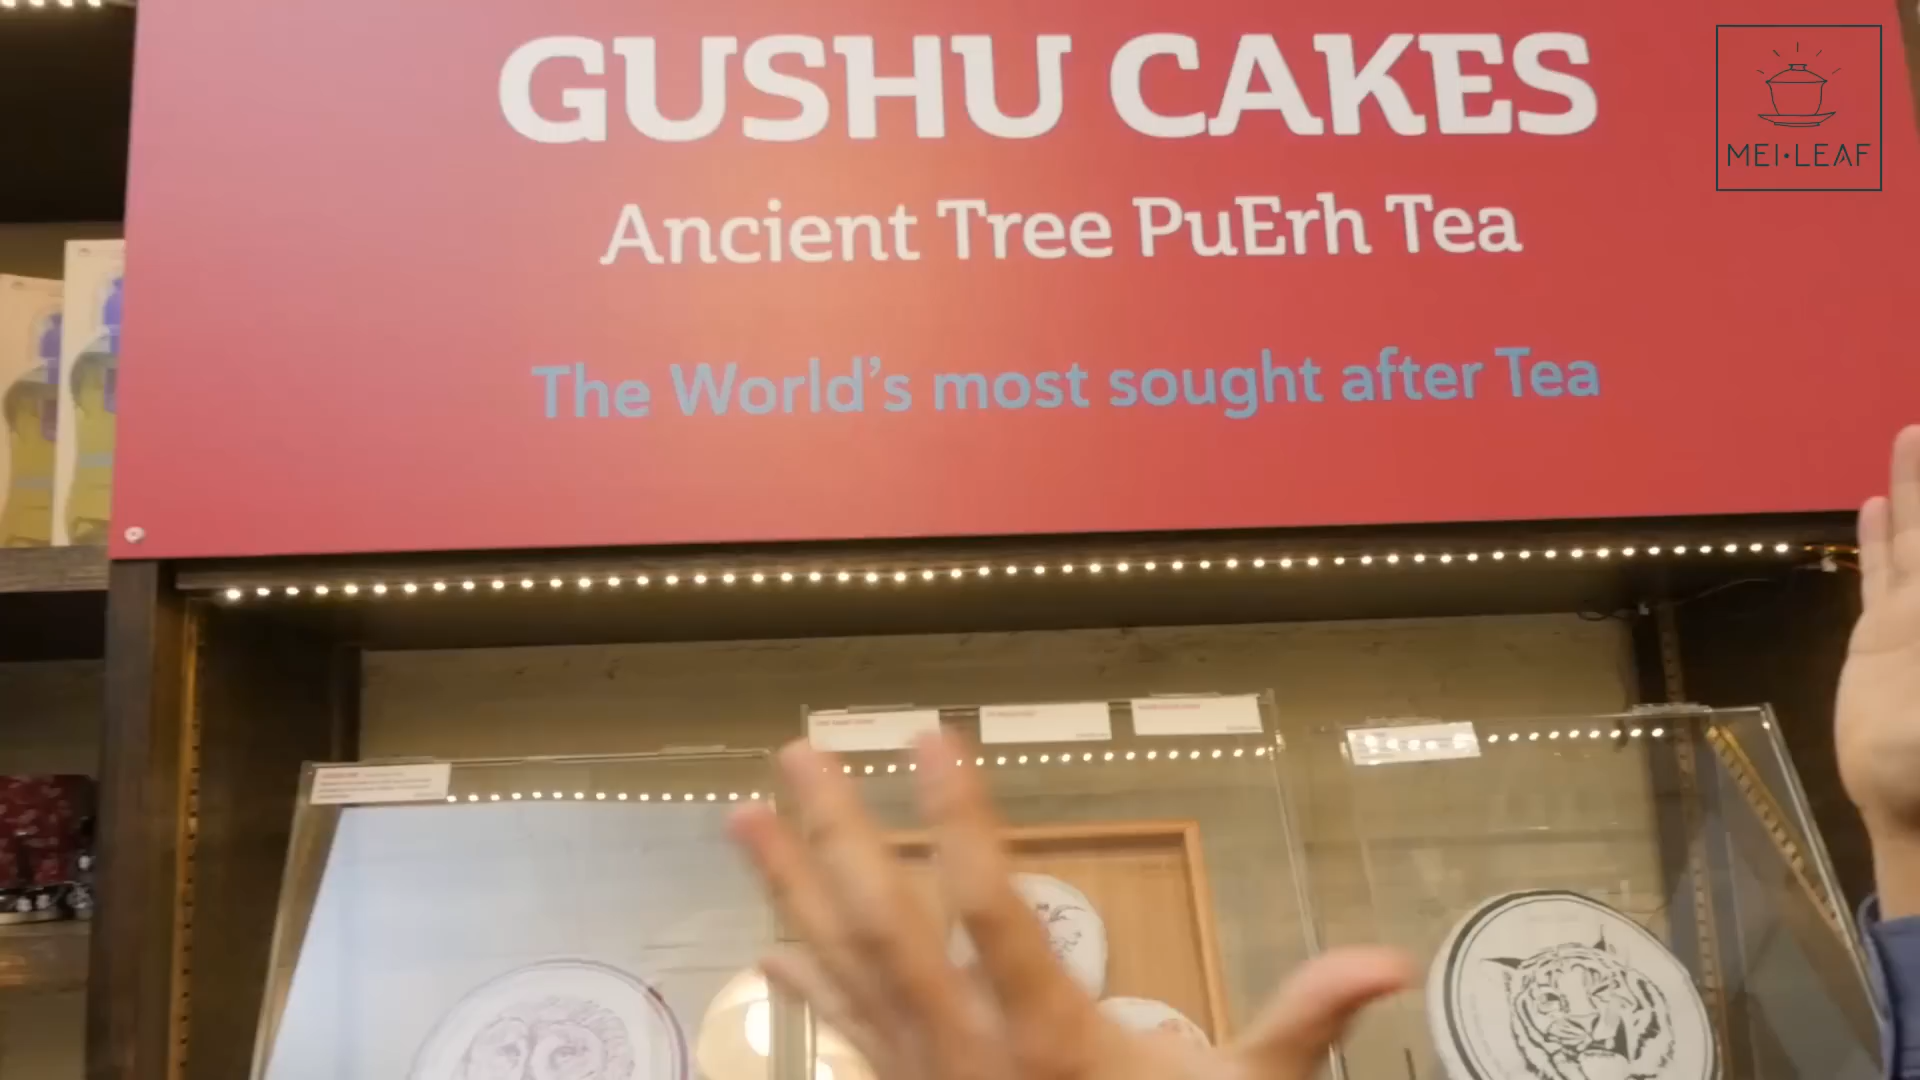 GUSHU CAKES
Ancient Tree PuErh Tea
The World's most sought after Tea
MEI·LEAF